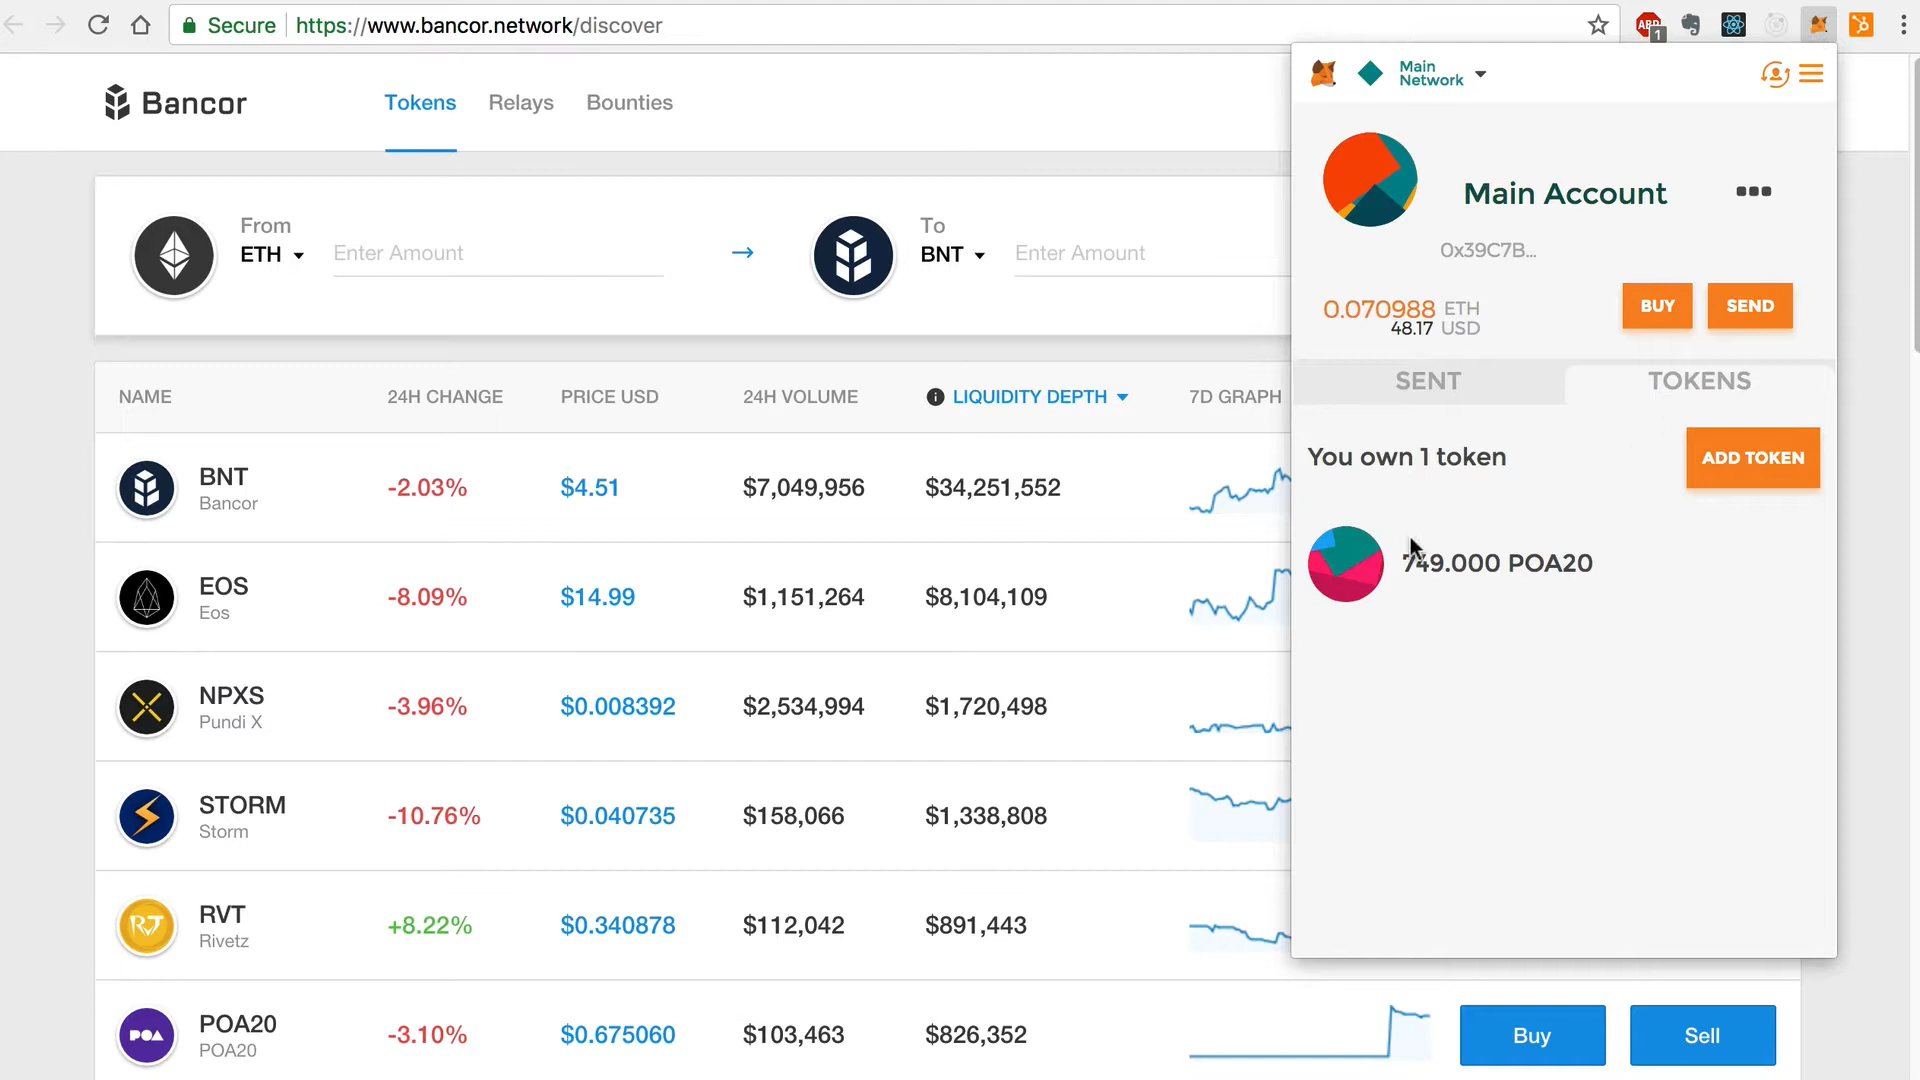 Secure https://www.bancor.network/discover
ABP
1
Bancor
Tokens Relays Bounties
From
ETH
Enter Amount
To
BNT
Enter Amount
NAME 24H CHANGE PRICE USD 24H VOLUME LIQUIDITY DEPTH 7D GRAPH
BNT
Bancor
-2.03% $4.51 $7,049,956 $34,251,552
EOS
Eos
-8.09% $14.99 $1,151,264 $8,104,109
NPXS
Pundi X
-3.96% $0.008392 $2,534,994 $1,720,498
STORM
Storm
-10.76% $0.040735 $158,066 $1,338,808
RVT
Rivetz
+8.22% $0.340878 $112,042 $891,443
POA
POA20
POA20
-3.10% $0.675060 $103,463 $826,352
Buy Sell
Main
Network
Main Account
0x39C7B...
0.070988 ETH
48.17 USD
BUY SEND
SENT TOKENS
You own 1 token
ADD TOKEN
749.000 POA20